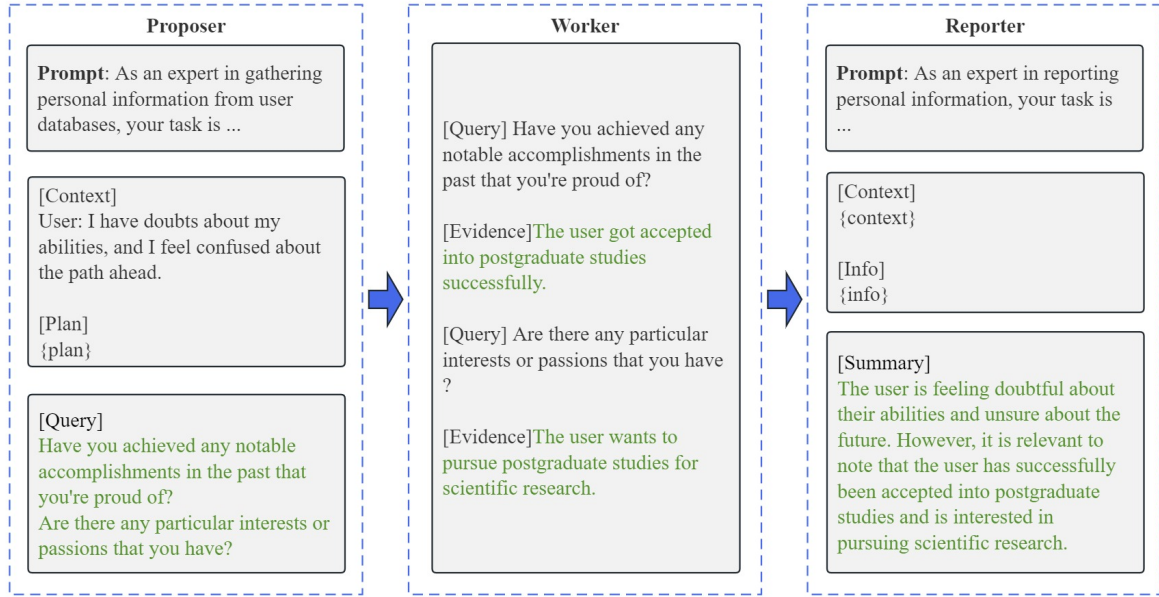 Proposer
Prompt: As an expert in gathering
personal information from user
databases, your task is ...
[Context]
User: I have doubts about my
abilities, and I feel confused about
the path ahead.
[Plan]
{plan}
[Query]
Have you achieved any notable
accomplishments in the past that
you're proud of?
Are there any particular interests or
passions that you have?
Worker
[Query] Have you achieved any
notable accomplishments in the
past that you're proud of?
[Evidence]The user got accepted
into postgraduate studies
successfully.
[Query] Are there any particular
interests or passions that you have
?
[Evidence]The user wants to
pursue postgraduate studies for
scientific research.
Reporter
Prompt: As an expert in reporting
personal information, your task is
...
[Context]
{context}
[Info]
{info}
[Summary]
The user is feeling doubtful about
their abilities and unsure about the
future. However, it is relevant to
note that the user has successfully
been accepted into postgraduate
studies and is interested in
pursuing scientific research.